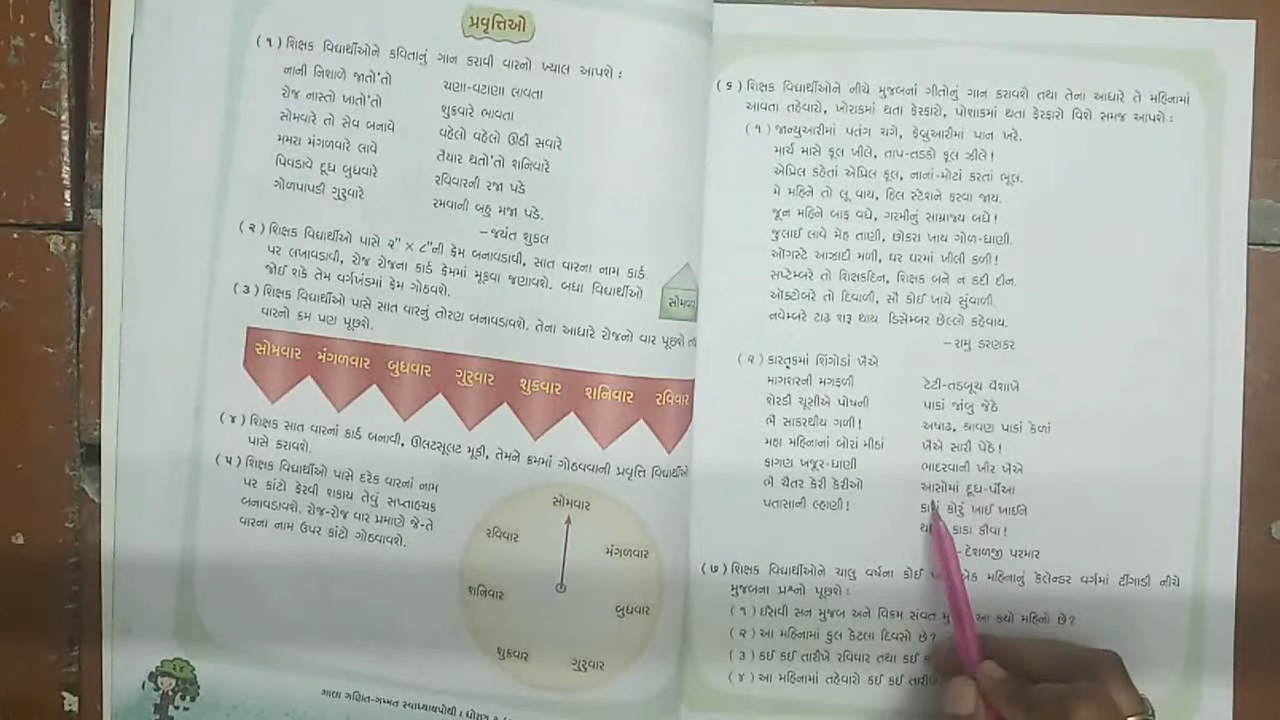 પ્રવૃત્તિઓ
(૧) શિક્ષક વિદ્યાર્થીઓને કવિતાનું ગાન કરાવી વારનો ખ્યાલ આપશે :
નાની નિશાળે જાતો'તો
રોજ નાસ્તો ખાતો'તો
સોમવારે તો સેવ બનાવે
મમરા મંગળવારે લાવે
પિવડાવે દૂધ બુધવારે
ગોળપાપડી ગુરુવારે
ચણા-વટાણા લાવતા
શુક્રવારે ભાવતા
વહેલો વહેલો ઊઠી સવારે
તૈયાર થતો'તો શનિવારે
રવિવારની રજા પડે
રમવાની બહુ મજા પડે.
–જયંત શુક્લ
(૨) શિક્ષક વિદ્યાર્થીઓ પાસે ૨" × ૮"ની ફ્રેમ બનાવડાવી, સાત વારના નામ કાર્ડ
પર લખાવડાવી, રોજ રોજના કાર્ડ ફ્રેમમાં મૂકવા જણાવશે. બધા વિદ્યાર્થીઓ
જોઈ શકે તેમ વર્ગખંડમાં ફ્રેમ ગોઠવશે.
સોમવાર
(૩) શિક્ષક વિદ્યાર્થીઓ પાસે સાત વારનું તોરણ બનાવડાવશે. તેના આધારે રોજનો વાર પૂછશે
વારનો ક્રમ પણ પૂછશે.
સોમવાર મંગળવાર બુધવાર ગુરુવાર શુક્રવાર શનિવાર રવિવાર
(૪) શિક્ષક સાત વારનાં કાર્ડ બનાવી, ઊલટસૂલટ મૂકી, તેમને ક્રમમાં ગોઠવવાની પ્રવૃત્તિ વિદ્યાર્થીઓ
પાસે કરાવશે.
(૫) શિક્ષક વિદ્યાર્થીઓ પાસે દરેક વારનાં નામ
પર કાંટો ફેરવી શકાય તેવું સપ્તાહચક્ર
બનાવડાવશે. રોજ-રોજ વાર પ્રમાણે જે-તે
વારના નામ ઉપર કાંટો ગોઠવાવશે.
સોમવાર
મંગળવાર
બુધવાર
ગુરુવાર
શુક્રવાર
શનિવાર
રવિવાર
૨૪
ગાલા ગણિત-ગમ્મત સ્વાધ્યાયપોથી : ધોરણ
(૬) શિક્ષક વિદ્યાર્થીઓને નીચે મુજબનાં ગીતોનું ગાન કરાવશે તથા તેના આધારે તે મહિનામાં
આવતા તહેવારો, ખોરાકમાં થતા ફેરફારો, પોશાકમાં થતા ફેરફારો વિશે સમજ આપશે :
(૧) જાન્યુઆરીમાં પતંગ ચગે, ફેબ્રુઆરીમાં પાન ખરે.
માર્ચ માસે ફૂલ ખીલે, તાપ-તડકો ફૂલ ઝીલે !
એપ્રિલ કહેતાં એપ્રિલ ફૂલ, નાનાં-મોટાં કરતાં ભૂલ.
મે મહિને તો લૂ વાય, હિલ સ્ટેશને ફરવા જાય.
જૂન મહિને બાફ વધે, ગરમીનું સામ્રાજ્ય બધે !
જુલાઈ લાવે મેહ તાણી, છોકરા ખાય ગોળ-ધાણી.
ઑગસ્ટે આઝાદી મળી, ઘર ઘરમાં ખીલી કળી !
સપ્ટેમ્બરે તો શિક્ષકદિન, શિક્ષક બને ન કદી દીન.
ઑક્ટોબરે તો દિવાળી, સૌ કોઈ ખાયે સુંવાળી.
નવેમ્બરે ટાઢ શરૂ થાય ડિસેમ્બર છેલ્લો કહેવાય.
–રામુ ડરણકર
(૨) કારતૂકમાં શિંગોડાં ખૈએ
માગશરની મગફળી
શેરડી ચૂસીએ પોષની
ભૈ સાકરથીય ગળી !
મહા મહિનાનાં બોરાં મીઠાં
ફાગણ ખજૂર-ધાણી
ભૈ ચૈતર કેરી કેરીઓ
પતાસાની લ્હાણી !
ટેટી-તડબૂચ વૈશાખે
પાકાં જાંબુ જેઠે
અષાઢ, શ્રાવણ પાકાં કેળાં
ખૈએ સારી પેઠે !
ભાદરવાની ખીર ખૈએ
આસોમાં દૂધ-પૌંઆ
કોરું ખાઈ ખાઈને
કાકા કૌવા !
–દેશળજી પરમાર
(૭) શિક્ષક વિદ્યાર્થીઓને ચાલુ વર્ષના કોઈ એક મહિનાનું કૅલેન્ડર વર્ગમાં ટીંગાડી નીચે
મુજબના પ્રશ્નો પૂછશે :
(૧) ઈસવી સન મુજબ અને વિક્રમ સંવત આ કયો મહિનો છે ?
(૨) આ મહિનામાં કુલ કેટલા દિવસો છે ?
(૩) કઈ કઈ તારીખે રવિવાર તથા કઈ
(૪) આ મહિનામાં તહેવારો કઈ કઈ